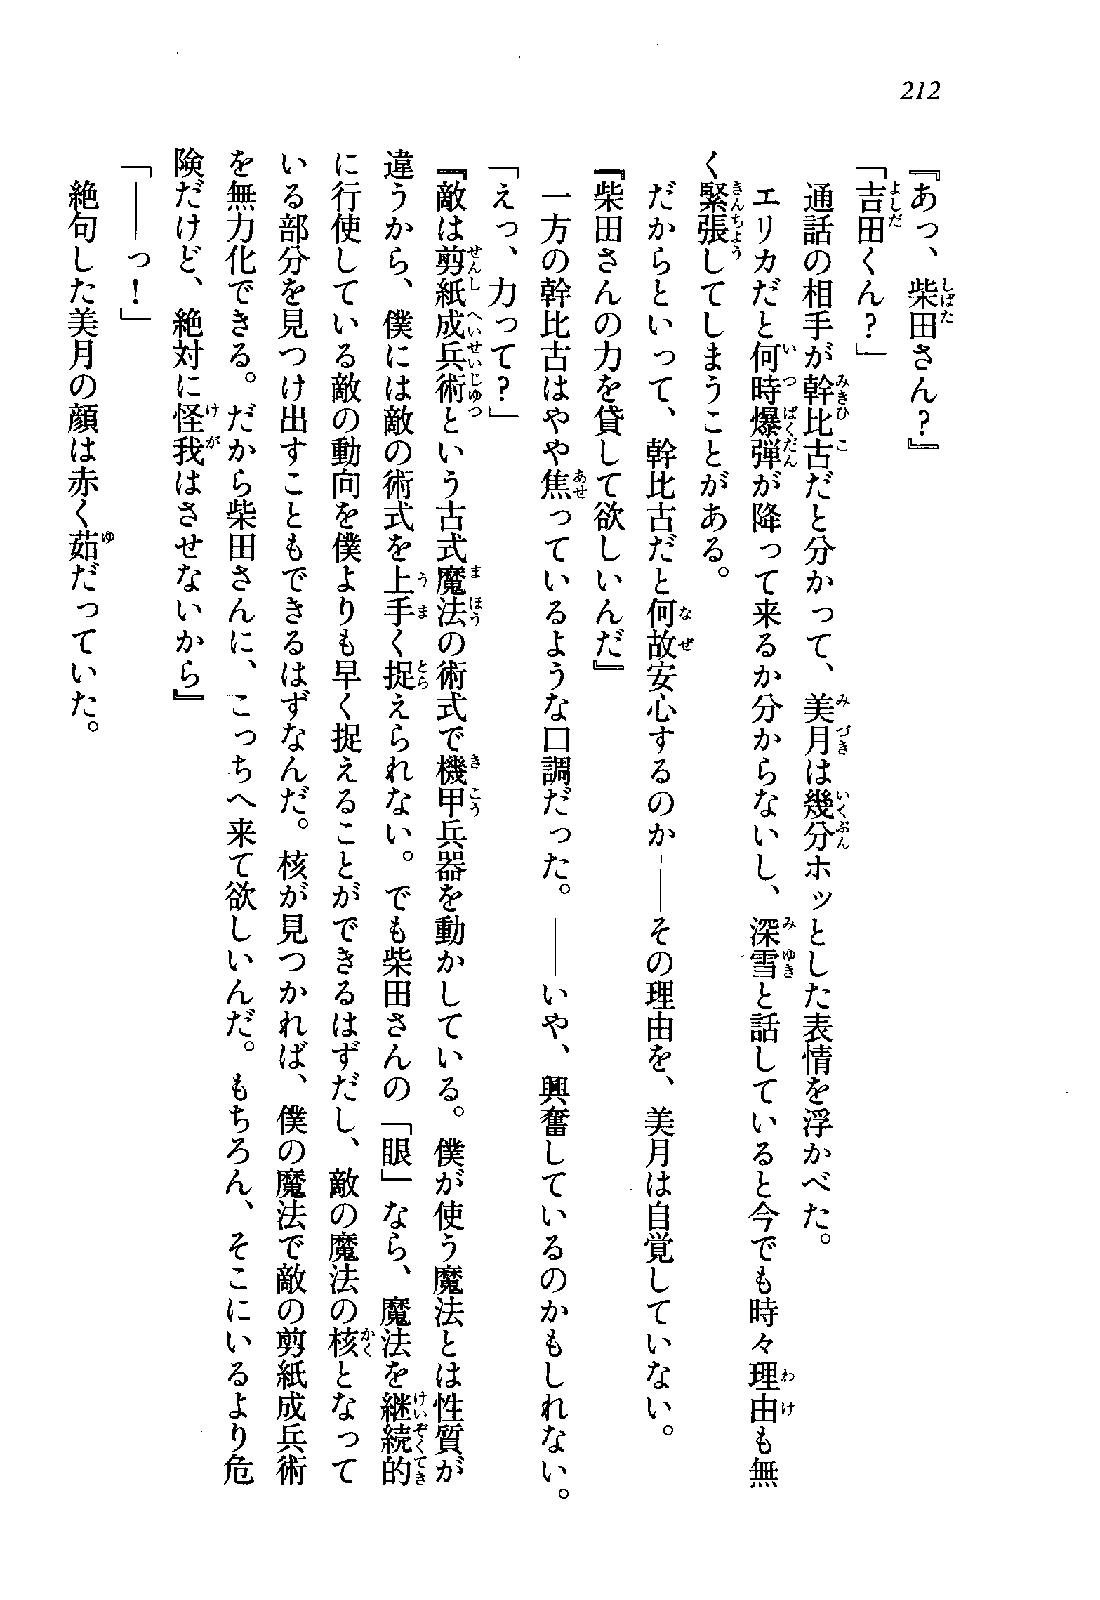 212
『あっ、柴田さん?』
「吉田くん?」
　通話の相手が幹比古だと分かって、美月は幾分ホッとした表情を浮かべた。
　エリカだと何時爆弾が降って来るか分からないし、深雪と話していると今でも時々理由も無
く緊張してしまうことがある。
　だからといって、幹比古だと何故安心するのか――その理由を、美月は自覚していない。
『柴田さんの力を貸して欲しいんだ』
　一方の幹比古はやや焦っているような口調だった。――いや、興奮しているのかもしれない。
「えっ、力って?」
『敵は剪紙成兵術という古式魔法の術式で機甲兵器を動かしている。僕が使う魔法とは性質が
違うから、僕には敵の術式を上手く捉えられない。でも柴田さんの「眼」なら、魔法を継続的
に行使している敵の動向を僕よりも早く捉えることができるはずだし、敵の魔法の核となって
いる部分を見つけ出すこともできるはずなんだ。核が見つかれば、僕の魔法で敵の剪紙成兵術
を無力化できる。だから柴田さんに、こっちへ来て欲しいんだ。もちろん、そこにいるより危
険だけど、絶対に怪我はさせないから』
「――っ!」
　絶句した美月の顔は赤く茹だっていた。